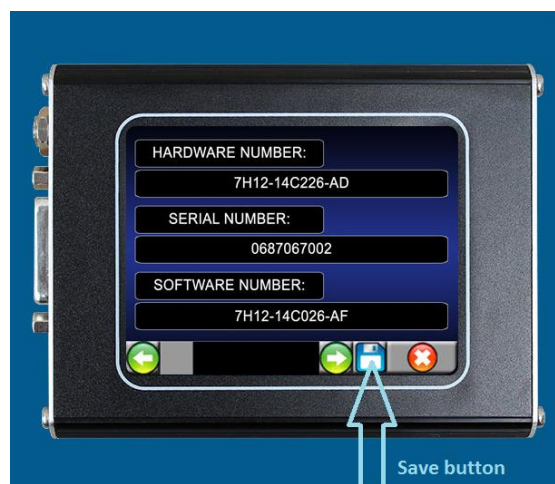 HARDWARE NUMBER:
7H12-14C226-AD
SERIAL NUMBER:
0687067002
SOFTWARE NUMBER:
7H12-14C026-AF
Save button